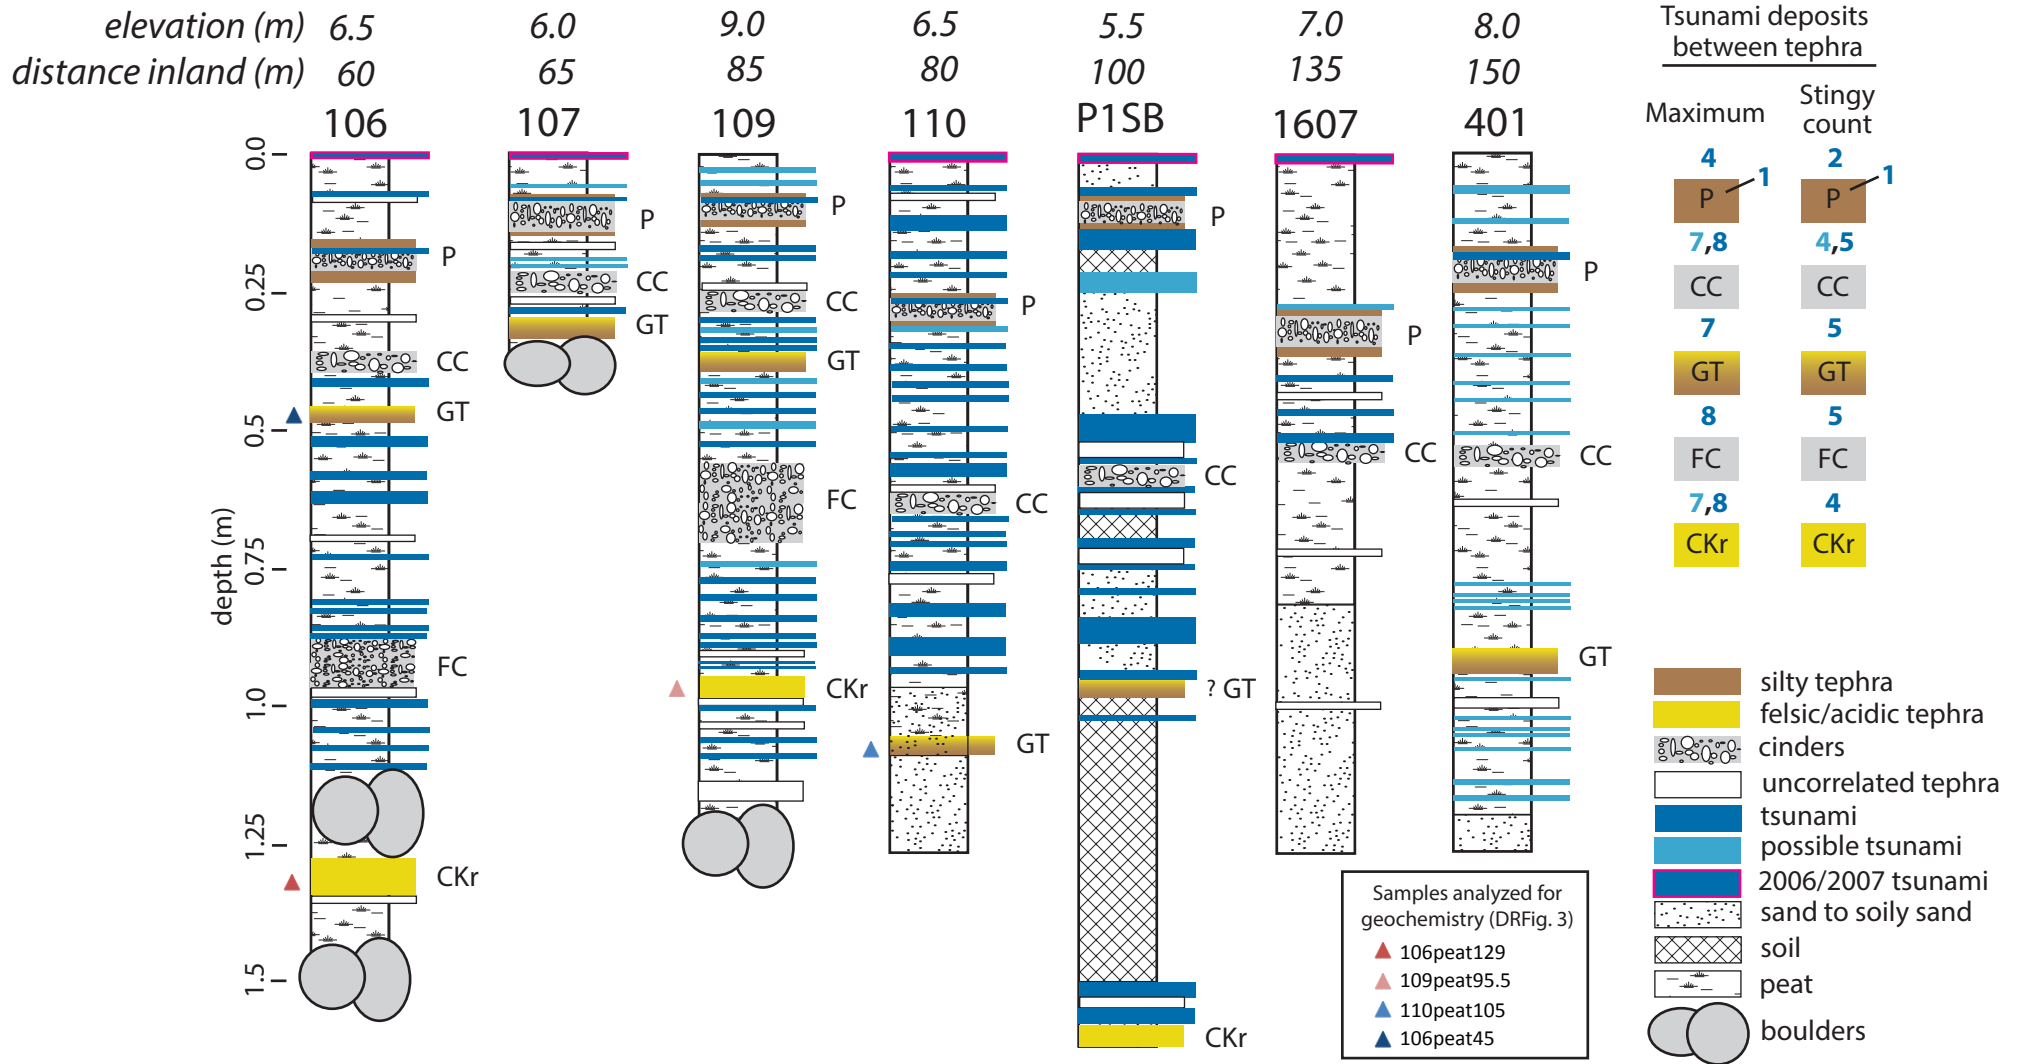 elevation (m) 6.5 6.0 9.0 6.5 5.5 7.0 8.0
distance inland (m) 60 65 85 80 100 135 150
106 107 109 110 P1SB 1607 401
depth (m)
0.0
0.25
0.5
0.75
1.0
1.25
1.5
P
CC
GT
FC
CKr
P
CC
GT
P
CC
GT
FC
CKr
P
CC
GT
P
CC
? GT
CKr
P
CC
P
CC
GT
Tsunami deposits
between tephra
Maximum
Stingy
count
4 2
P 1 P 1
7,8 4,5
CC CC
7 5
GT GT
8 5
FC FC
7,8 4
CKr CKr
silty tephra
felsic/acidic tephra
cinders
uncorrelated tephra
tsunami
possible tsunami
2006/2007 tsunami
sand to soily sand
soil
peat
boulders
Samples analyzed for
geochemistry (DRFig. 3)
106peat129
109peat95.5
110peat105
106peat45